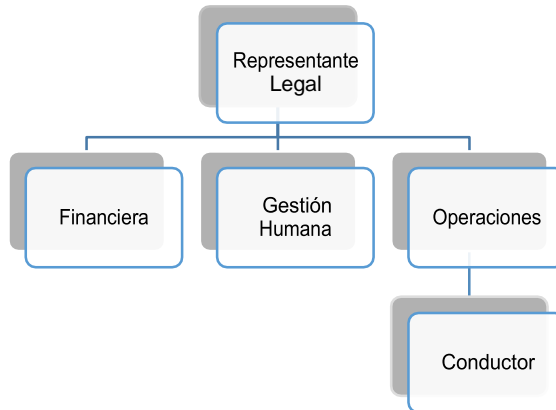 Representante
Legal
Financiera
Gestión
Humana
Operaciones
Conductor